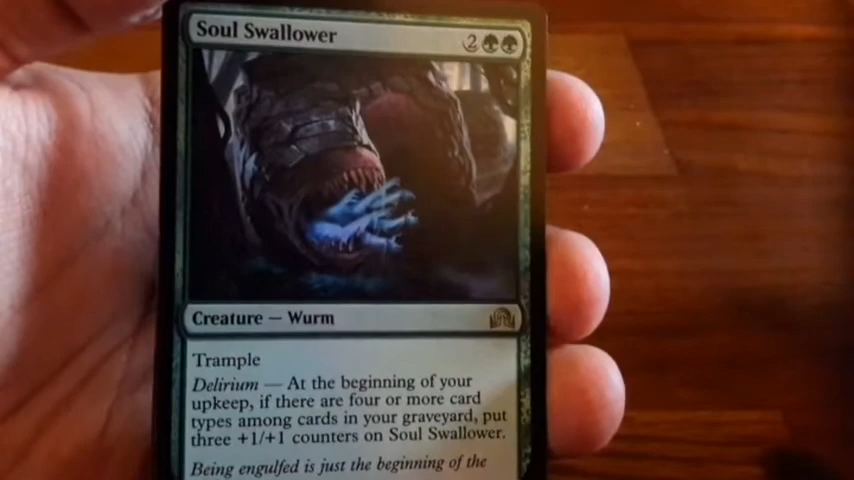 Soul Swallower 2
Creature — Wurm
Trample
Delirium — At the beginning of your
upkeep, if there are four or more card
types among cards in your graveyard, put
three +1/+1 counters on Soul Swallower.
Being engulfed is just the beginning of the